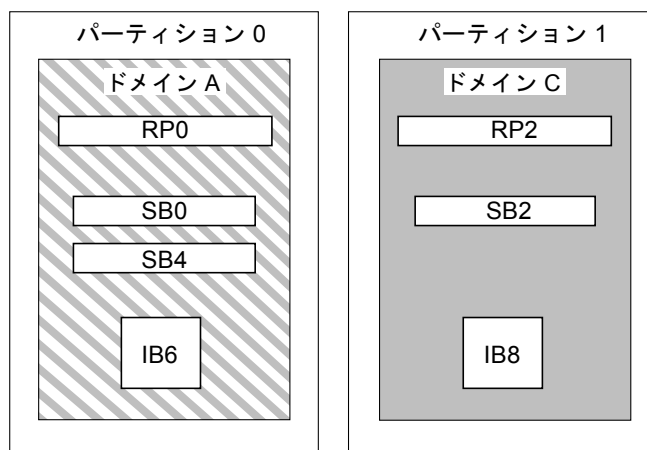 パーティション 0
ドメイン A
RP0
SB0
SB4
IB6
パーティション 1
ドメイン C
RP2
SB2
IB8